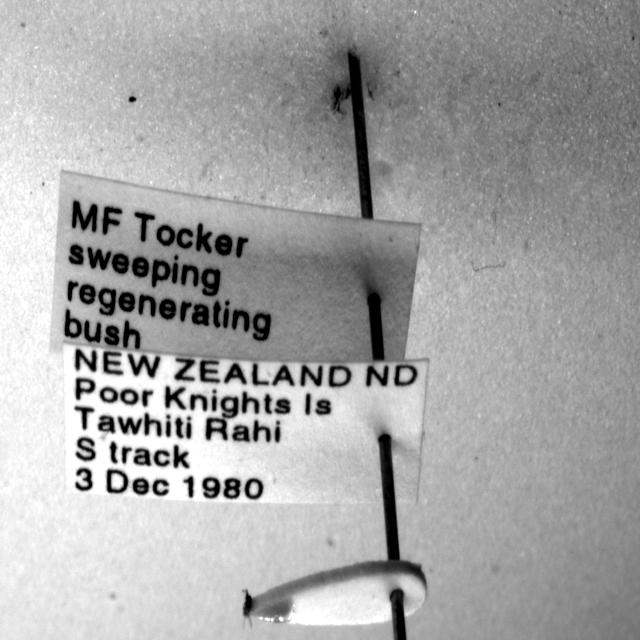 MF Tocker
sweeping
regenerating
bush
NEW ZEALAND ND
Poor Knights Is
Tawhiti Rahi
S track
3 Dec 1980